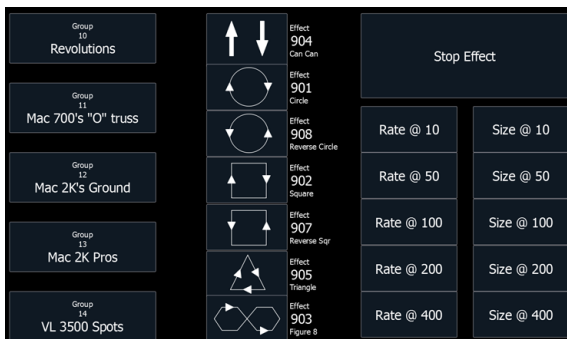 Group
10
Revolutions
Group
11
Mac 700's "O" truss
Group
12
Mac 2K's Ground
Group
13
Mac 2K Pros
Group
14
VL 3500 Spots
Effect
904
Can Can
Effect
901
Circle
Effect
908
Reverse Circle
Effect
902
Square
Effect
907
Reverse Sqr
Effect
905
Triangle
Effect
903
Figure 8
Stop Effect
Rate @ 10
Size @ 10
Rate @ 50
Size @ 50
Rate @ 100
Size @ 100
Rate @ 200
Size @ 200
Rate @ 400
Size @ 400